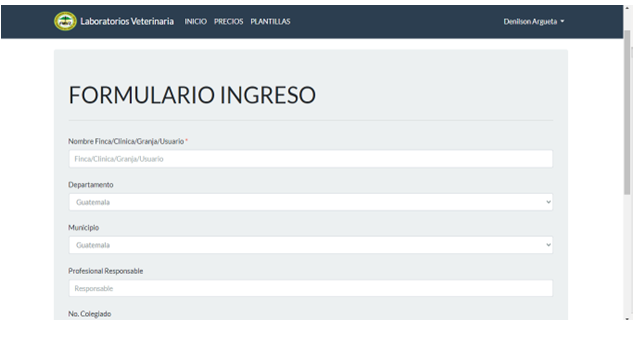 Laboratorios Veterinaria INICIO PRECIOS PLANTILLAS Denilson Argueta
FORMULARIO INGRESO
Nombre Finca/Clinica/Granja/Usuario *
Finca/Clinica/Granja/Usuario
Departamento
Guatemala
Municipio
Guatemala
Profesional Responsable
Responsable
No. Colegiado